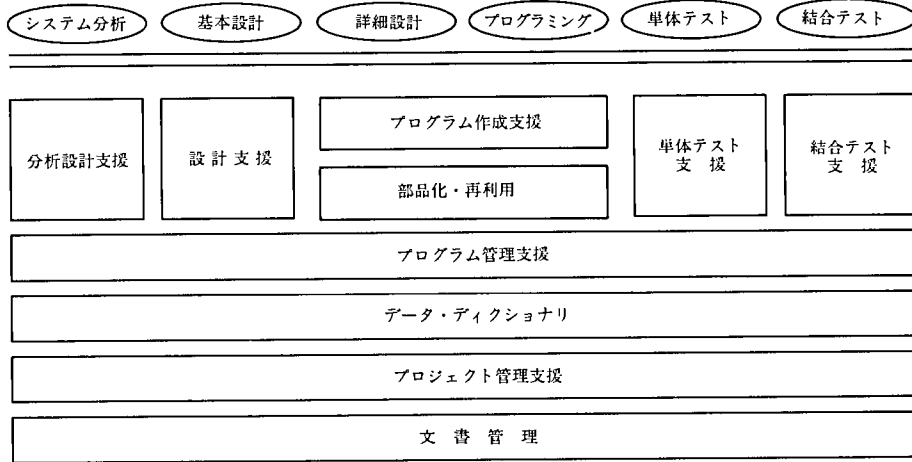 システム分析 基本設計 詳細設計 プログラミング 単体テスト 結合テスト
分析設計支援
設計支援
プログラム作成支援
部品化・再利用
単体テスト
支援
結合テスト
支援
プログラム管理支援
データ・ディクショナリ
プロジェクト管理支援
文書管理